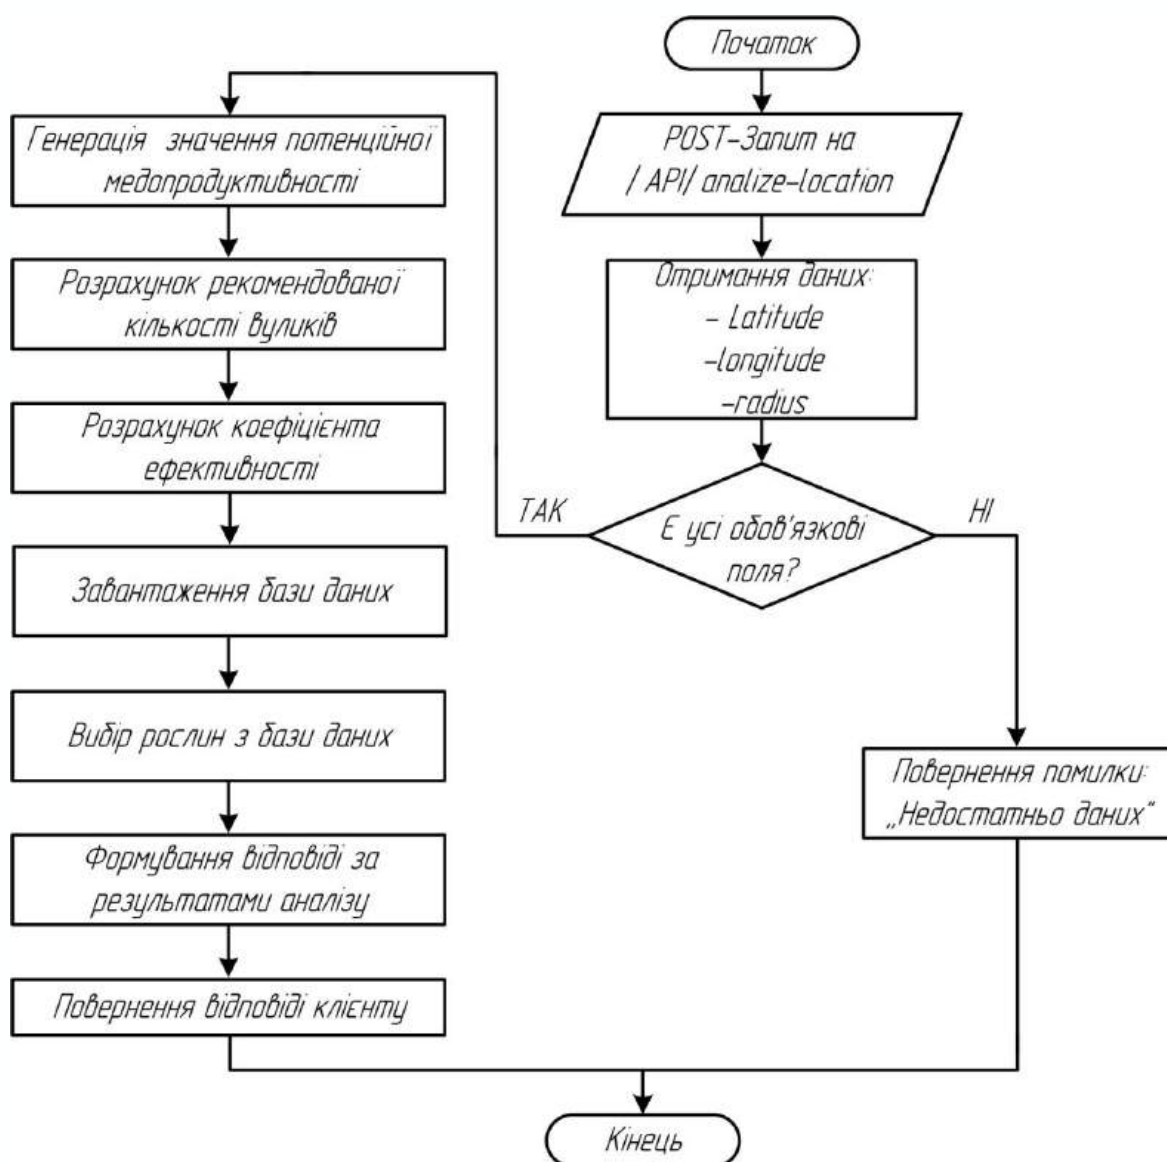 Початок
POST-Запит на
/ API/ analize-location
Отримання даних:
- Latitude
-longitude
-radius
Є усі обов'язкові
поля?
ТАК
НІ
Генерація значення потенційної
медопродуктивності
Розрахунок рекомендованої
кількості вуликів
Розрахунок коефіцієнта
ефективності
Завантаження бази даних
Вибір рослин з бази даних
Формування відповіді за
результатами аналізу
Повернення відповіді клієнту
Повернення помилки:
„Недостатньо даних“
Кінець